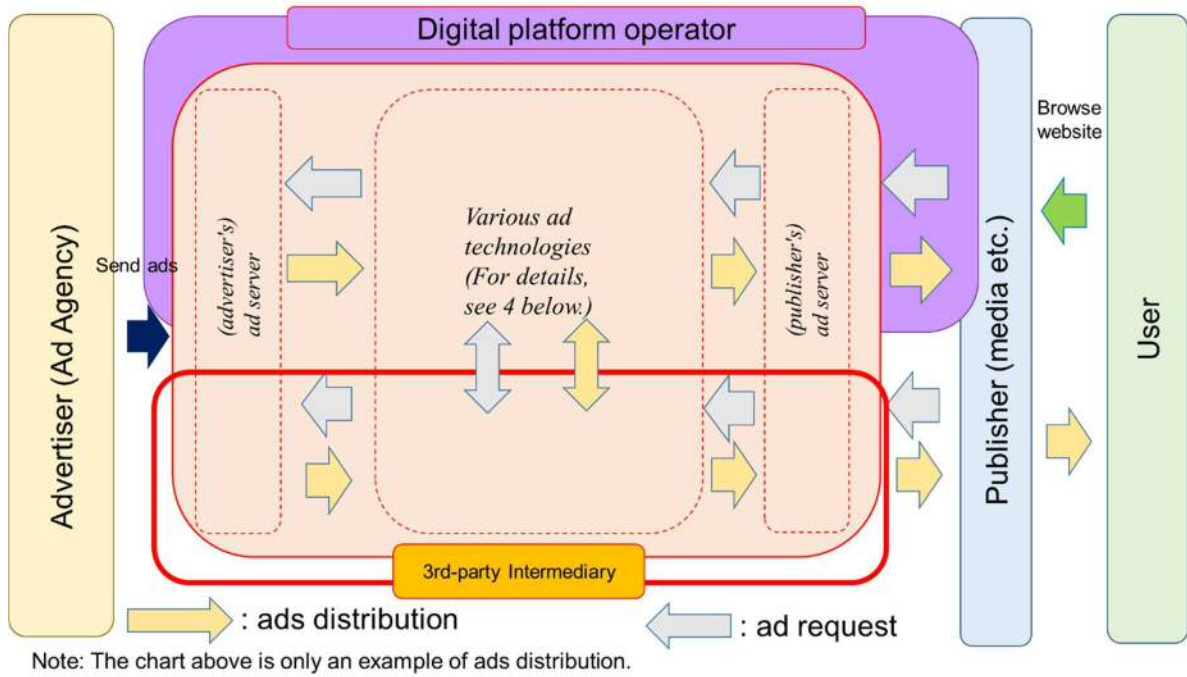 Digital platform operator
Advertiser (Ad Agency)
Send ads
(advertiser's)
ad server
Various ad
technologies
(For details,
see 4 below.)
(publisher's)
ad server
Publisher (media etc.)
Browse
website
User
3rd-party Intermediary
: ads distribution
: ad request
Note: The chart above is only an example of ads distribution.